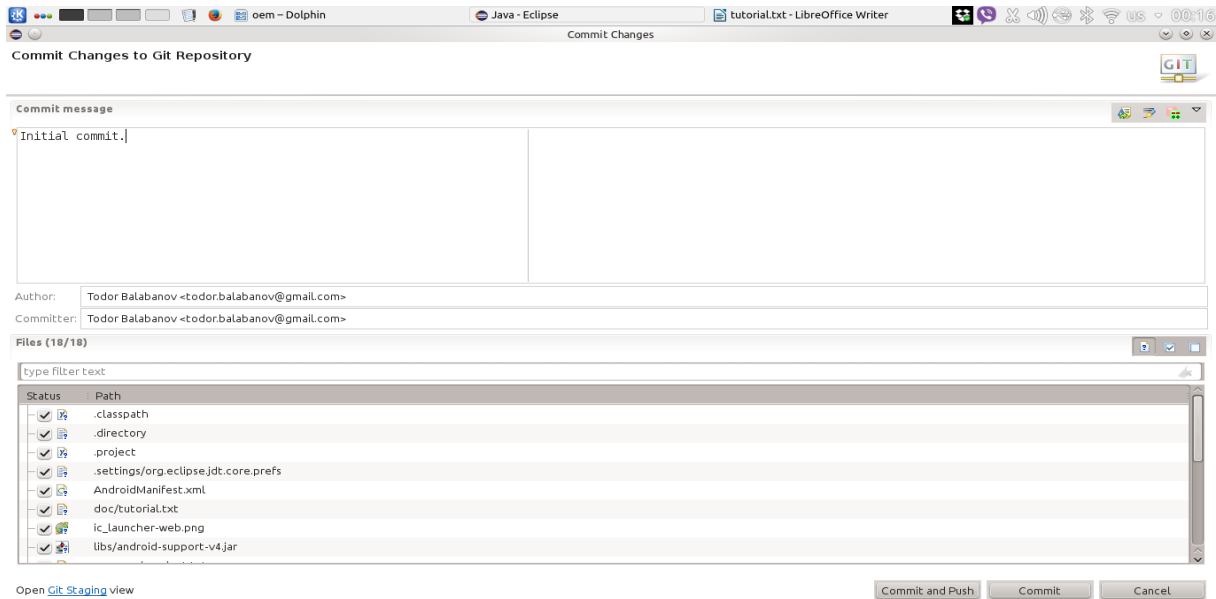 oem – Dolphin
Java - Eclipse
tutorial.txt - LibreOffice Writer
US
00:16
Commit Changes
Commit Changes to Git Repository
GIT
Commit message
Initial commit.
Author:
Todor Balabanov <todor.balabanov@gmail.com>
Committer:
Todor Balabanov <todor.balabanov@gmail.com>
Files (18/18)
type filter text
Status
Path
.classpath
.directory
.project
.settings/org.eclipse.jdt.core.prefs
AndroidManifest.xml
doc/tutorial.txt
ic_launcher-web.png
libs/android-support-v4.jar
Open Git Staging view
Commit and Push
Commit
Cancel